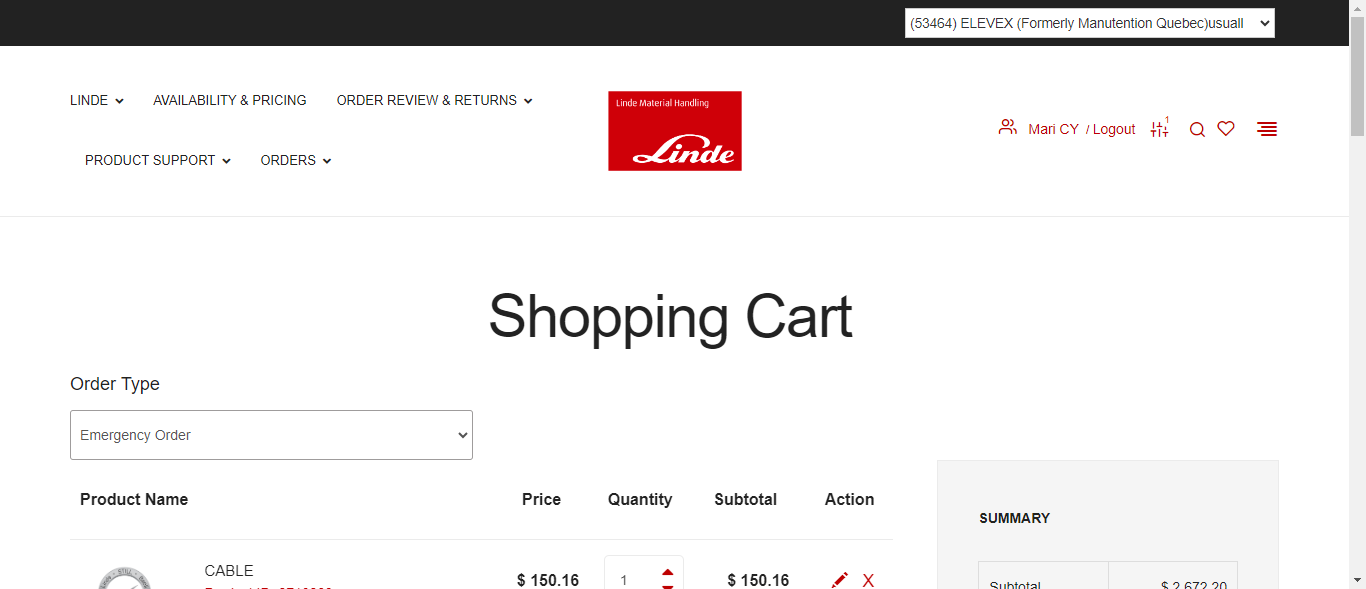 (53464) ELEVEX (Formerly Manutention Quebec)usuall
LINDE
AVAILABILITY & PRICING
ORDER REVIEW & RETURNS
PRODUCT SUPPORT
ORDERS
Linde Material Handling
Linde
Mari CY / Logout
1
Shopping Cart
Order Type
Emergency Order
Product Name
Price
Quantity
Subtotal
Action
SUMMARY
CABLE
$ 150.16
1
$ 150.16
X
Subtotal
$ 2,672.20